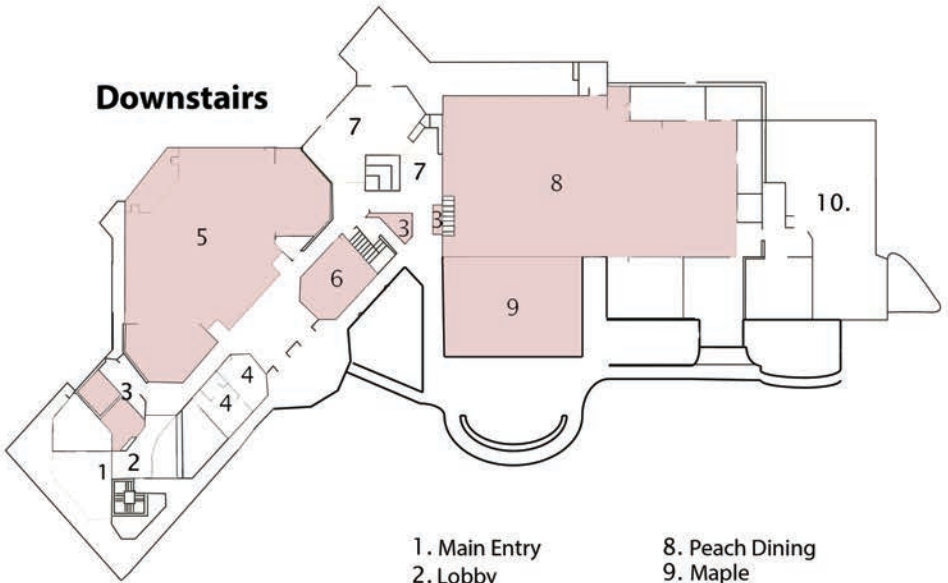 Downstairs
7
7
8
10.
5
3
3
6
9
4
4
3
2
1
1. Main Entry
2. Lobby
8. Peach Dining
9. Maple